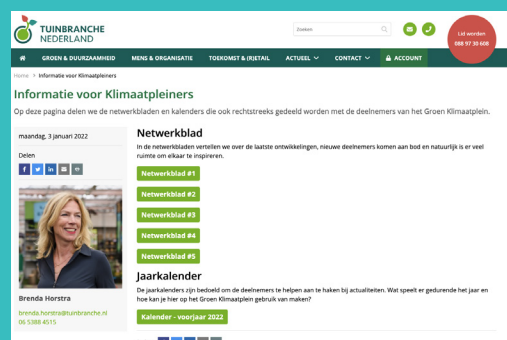 TUINBRANCHE
NEDERLAND
Zoeken
Lid worden
088 97 30 608
GROEN & DUURZAAMHEID
MENS & ORGANISATIE
TOEKOMST & (R)ETAIL
ACTUEEL
CONTACT
ACCOUNT
Home > Informatie voor Klimaatpleiners
Informatie voor Klimaatpleiners
Op deze pagina delen we de netwerkbladen en kalenders die ook rechtstreeks gedeeld worden met de deelnemers van het Groen Klimaatplein.
maandag, 3 januari 2022
Delen
Brenda Horstra
brenda.horstra@tuinbranche.nl
06 5388 4515
Netwerkblad
In de netwerkbladen vertellen we over de laatste ontwikkelingen, nieuwe deelnemers komen aan bod en natuurlijk is er veel
ruimte om elkaar te inspireren.
Netwerkblad #1
Netwerkblad #2
Netwerkblad #3
Netwerkblad #4
Netwerkblad #5
Jaarkalender
De jaarkalenders zijn bedoeld om de deelnemers te helpen aan te haken bij actualiteiten. Wat speelt er gedurende het jaar en
hoe kan je hier op het Groen Klimaatplein gebruik van maken?
Kalender - voorjaar 2022